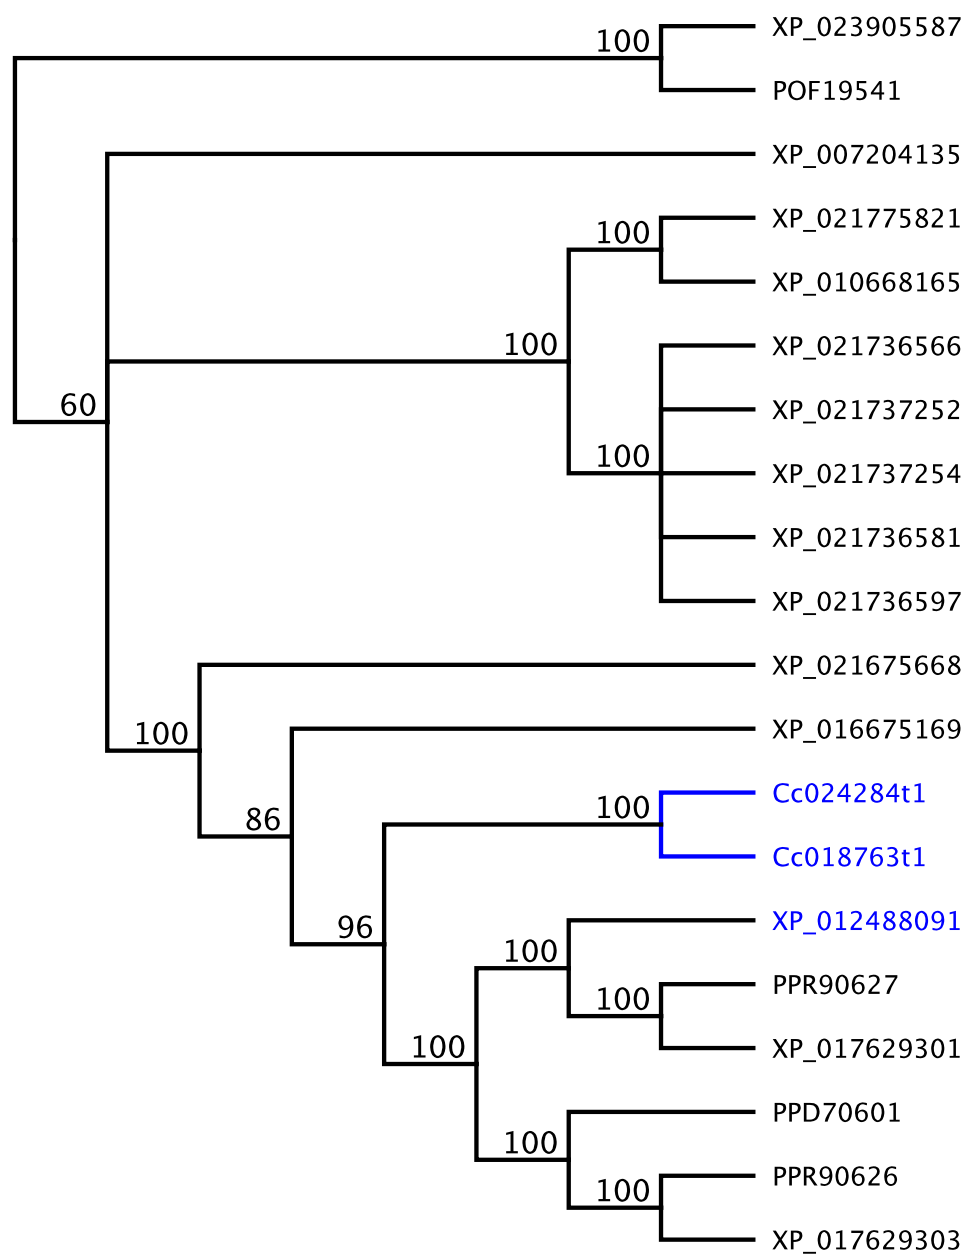 100
XP_023905587
POF19541
XP_007204135
100
XP_021775821
XP_010668165
100
XP_021736566
60
XP_021737252
100
XP_021737254
XP_021736581
XP_021736597
XP_021675668
100
XP_016675169
86
100
Cc024284t1
Cc018763t1
96
XP_012488091
100
PPR90627
100
XP_017629301
100
PPD70601
100
PPR90626
100
XP_017629303